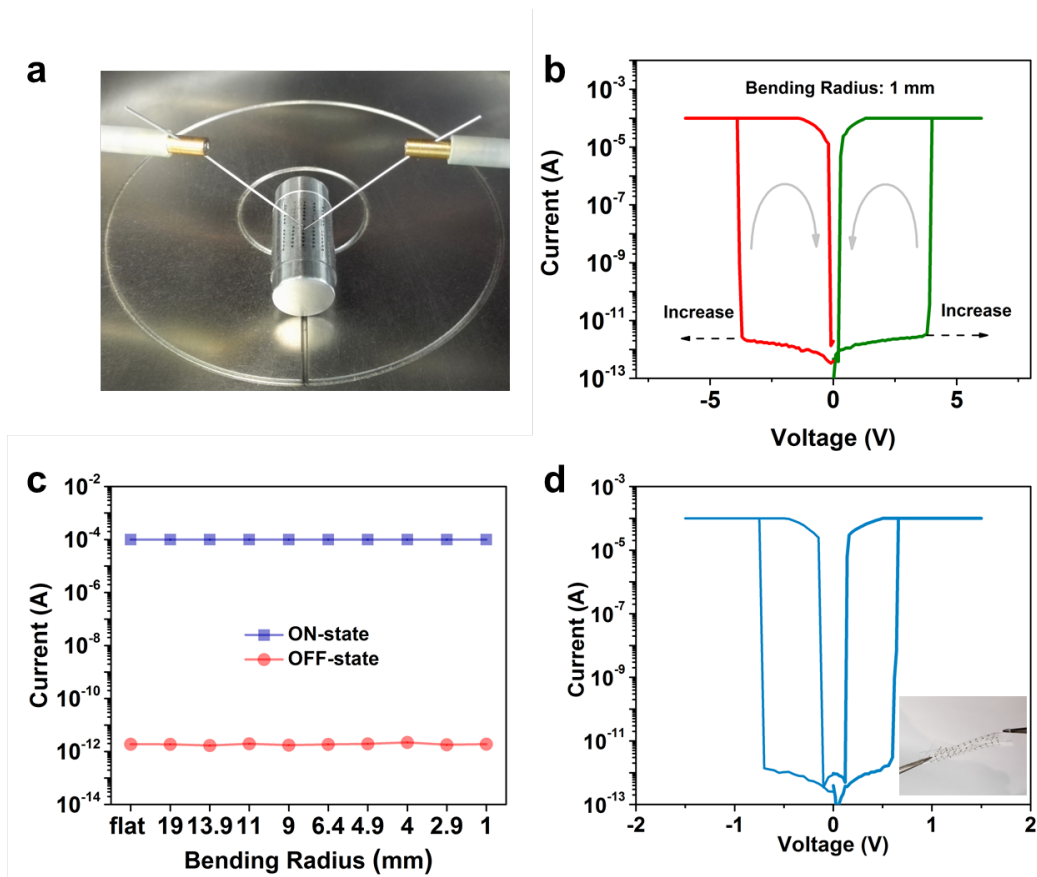 a
b
Bending Radius: 1 mm
Current (A)
10^-3
10^-5
10^-7
10^-9
10^-11
10^-13
Increase
Increase
-5 0 5
Voltage (V)
c
Current (A)
10^-2
10^-4
10^-6
10^-8
10^-10
10^-12
10^-14
ON-state
OFF-state
flat 19 13.9 11 9 6.4 4.9 4 2.9 1
Bending Radius (mm)
d
Current (A)
10^-3
10^-5
10^-7
10^-9
10^-11
10^-13
-2 -1 0 1 2
Voltage (V)